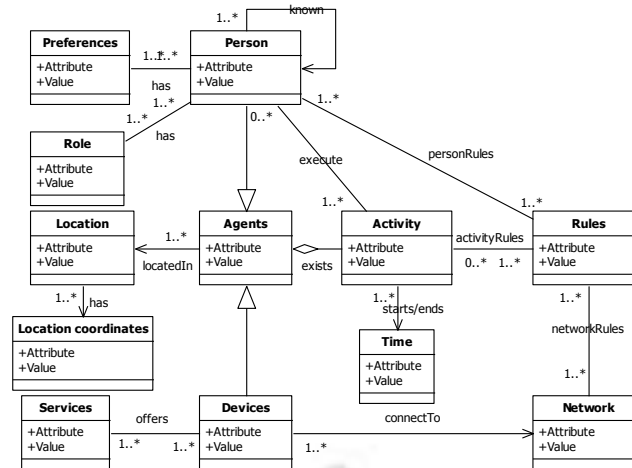 known
1..*
Preferences
+Attribute
+Value
Person
+Attribute
+Value
1..*
1..*
has
1..*
1..*
has
0..*
1..*
Role
+Attribute
+Value
execute
personRules
1..*
1..*
Location
+Attribute
+Value
1..*
locatedIn
Agents
+Attribute
+Value
exists
Activity
+Attribute
+Value
activityRules
0..*
1..*
Rules
+Attribute
+Value
1..*
has
1..*
starts/ends
1..*
networkRules
1..*
Location coordinates
+Attribute
+Value
Time
+Attribute
+Value
Services
+Attribute
+Value
offers
1..*
1..*
Devices
+Attribute
+Value
1..*
connectTo
Network
+Attribute
+Value